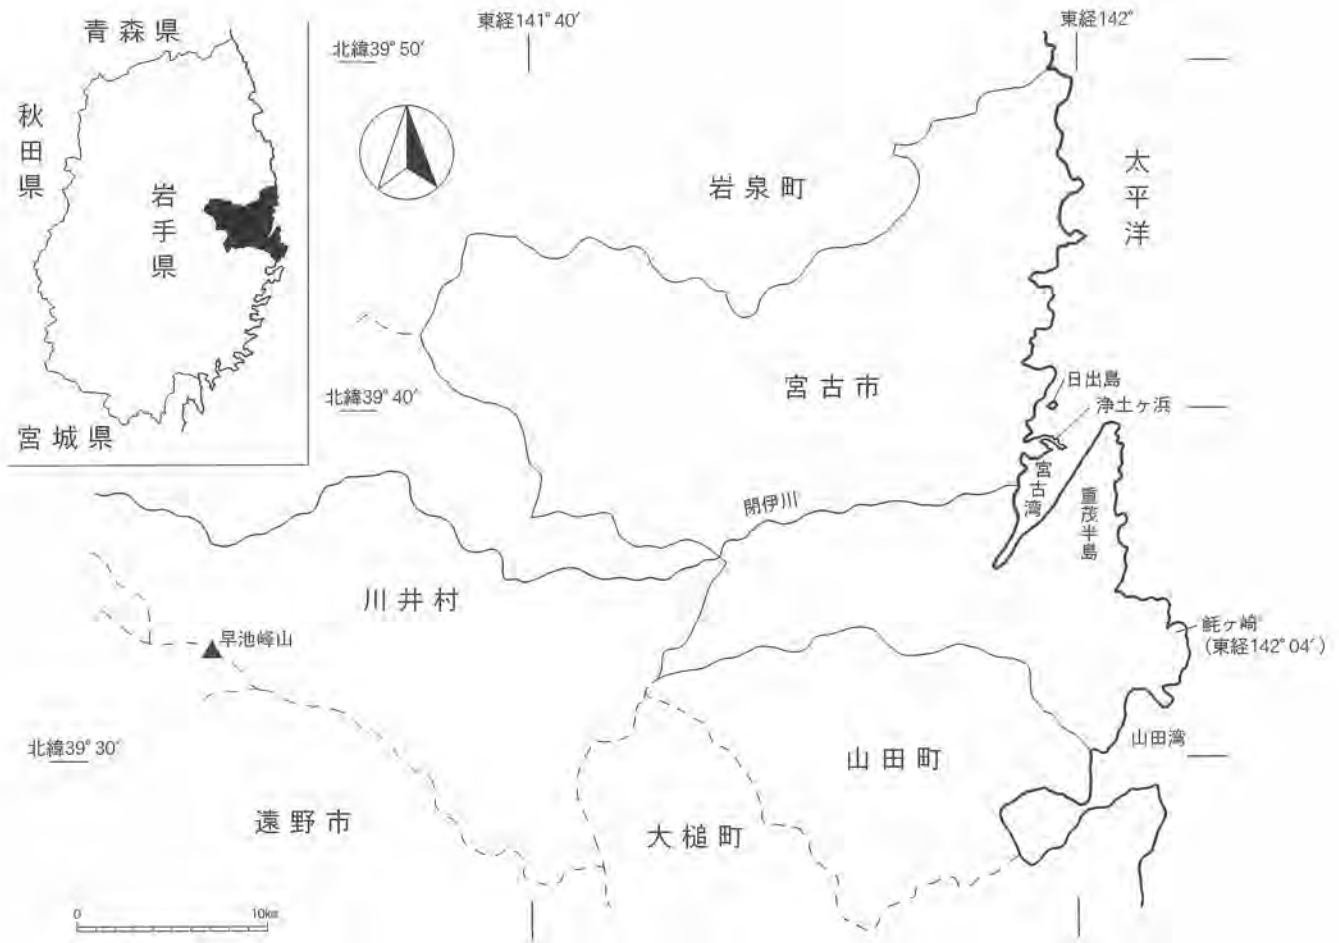 青森県
秋田県
岩手県
宮城県
東経141°40′
東経142°
北緯39°50′
岩泉町
太平洋
宮古市
北緯39°40′
日出島
浄土ヶ浜
宮古湾
閉伊川
重茂半島
川井村
早池峰山
魹ヶ崎
(東経142°04′)
北緯39°30′
山田町
山田湾
遠野市
大槌町
0 10km